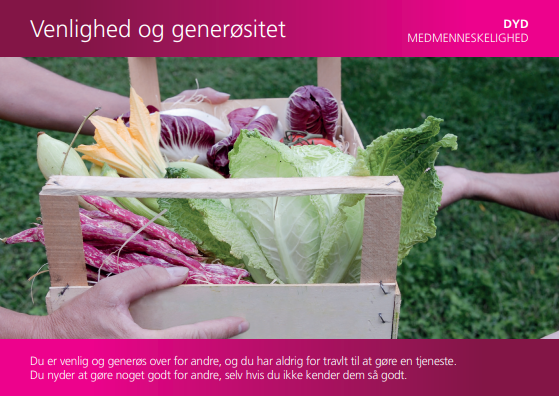 Venlighed og generøsitet
DYD
MEDMENNESKELIGHED
Du er venlig og generøs over for andre, og du har aldrig for travlt til at gøre en tjeneste.
Du nyder at gøre noget godt for andre, selv hvis du ikke kender dem så godt.